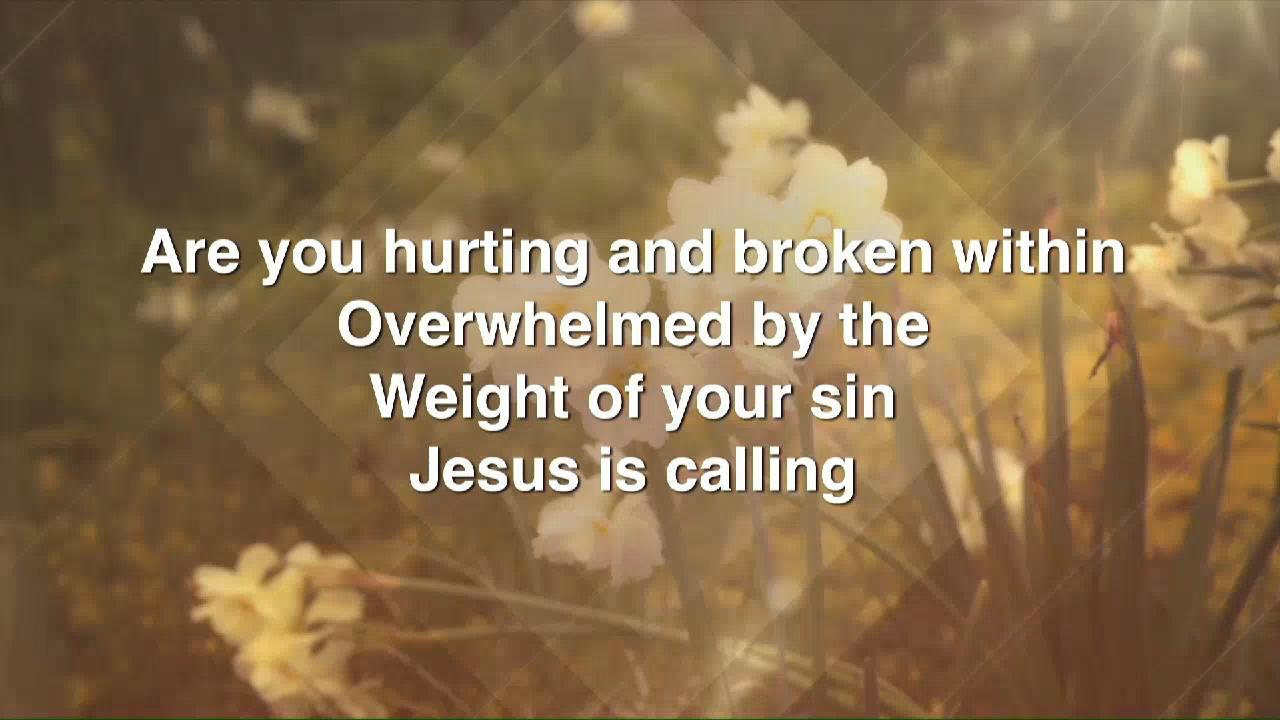 Are you hurting and broken within
Overwhelmed by the
Weight of your sin
Jesus is calling